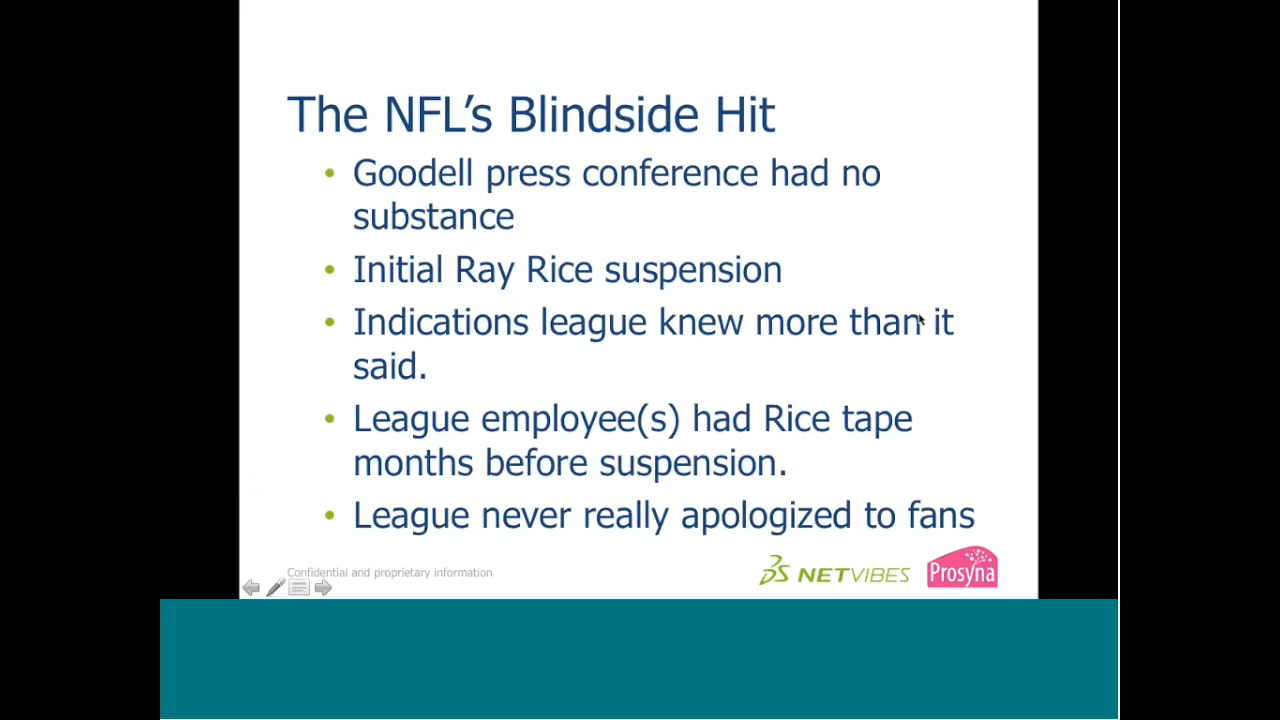 The NFL’s Blindside Hit
• Goodell press conference had no
substance
• Initial Ray Rice suspension
• Indications league knew more than it
said.
• League employee(s) had Rice tape
months before suspension.
• League never really apologized to fans
Confidential and proprietary information
3DS NETVIBES
Prosyna